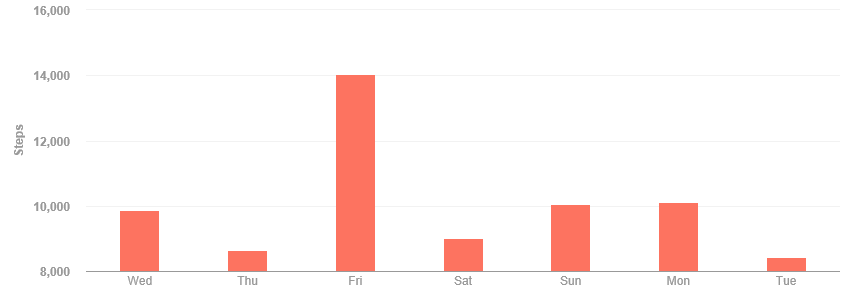 16,000
14,000
12,000
10,000
8,000
Steps
Wed Thu Fri Sat Sun Mon Tue